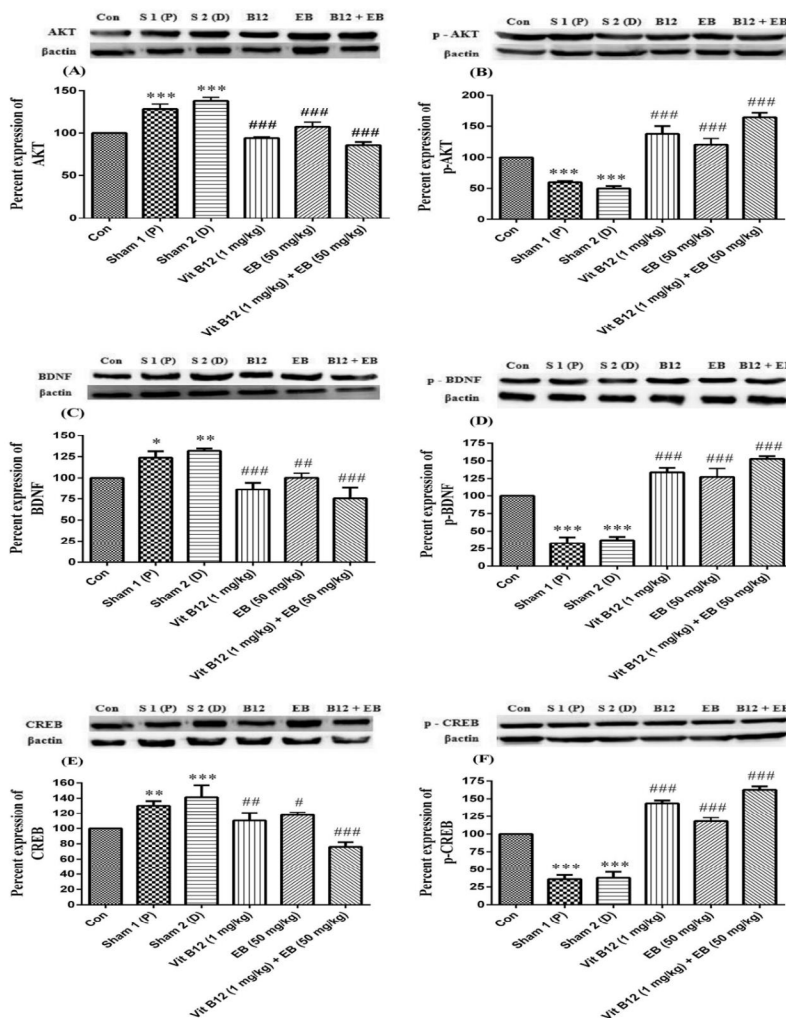 Con S 1 (P) S 2 (D) B12 EB B12 + EB
AKT
βactin
(A)
Percent expression of
AKT
150
100
50
0
***
***
###
###
###
Con
Sham 1 (P)
Sham 2 (D)
Vit B12 (1 mg/kg)
EB (50 mg/kg)
Vit B12 (1 mg/kg) + EB (50 mg/kg)
Con S 1 (P) S 2 (D) B12 EB B12 + EB
p - AKT
βactin
(B)
Percent expression of
p-AKT
200
150
100
50
0
***
***
###
###
###
Con
Sham 1 (P)
Sham 2 (D)
Vit B12 (1 mg/kg)
EB (50 mg/kg)
Vit B12 (1 mg/kg) + EB (50 mg/kg)
Con S 1 (P) S 2 (D) B12 EB B12 + EB
BDNF
βactin
(C)
Percent expression of
BDNF
150
125
100
75
50
25
0
*
**
###
##
###
Con
Sham 1 (P)
Sham 2 (D)
Vit B12 (1 mg/kg)
EB (50 mg/kg)
Vit B12 (1 mg/kg) + EB (50 mg/kg)
Con S 1 (P) S 2 (D) B12 EB B12 + EB
p - BDNF
βactin
(D)
Percent expression of
p-BDNF
175
150
125
100
75
50
25
0
***
***
###
###
###
Con
Sham 1 (P)
Sham 2 (D)
Vit B12 (1 mg/kg)
EB (50 mg/kg)
Vit B12 (1 mg/kg) + EB (50 mg/kg)
Con S 1 (P) S 2 (D) B12 EB B12 + EB
CREB
βactin
(E)
Percent expression of
CREB
160
140
120
100
80
60
40
20
0
**
***
##
#
###
Con
Sham 1 (P)
Sham 2 (D)
Vit B12 (1 mg/kg)
EB (50 mg/kg)
Vit B12 (1 mg/kg) + EB (50 mg/kg)
Con S 1 (P) S 2 (D) B12 EB B12 + EB
p - CREB
βactin
(F)
Percent expression of
p-CREB
175
150
125
100
75
50
25
0
***
***
###
###
###
Con
Sham 1 (P)
Sham 2 (D)
Vit B12 (1 mg/kg)
EB (50 mg/kg)
Vit B12 (1 mg/kg) + EB (50 mg/kg)